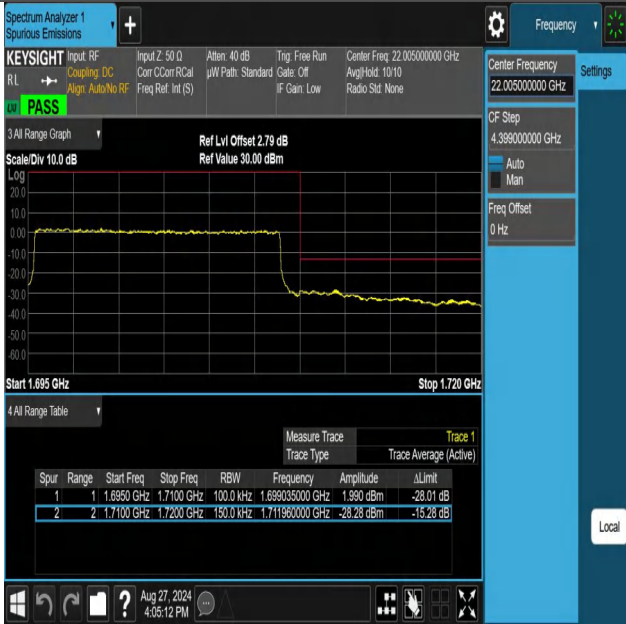 Spectrum Analyzer 1
Spurious Emissions
Frequency
KEYSIGHT
RL
Input: RF
Coupling: DC
Align: Auto/No RF
Input Z: 50 Ω
Corr CCorr RCal
Freq Ref: Int (S)
Atten: 40 dB
µW Path: Standard
Trig: Free Run
Gate: Off
IF Gain: Low
Center Freq: 22.005000000 GHz
Avg|Hold: 10/10
Radio Std: None
PASS
3 All Range Graph
Scale/Div 10.0 dB
Ref Lvl Offset 2.79 dB
Ref Value 30.00 dBm
Log
20.0
10.0
0.00
-10.0
-20.0
-30.0
-40.0
-50.0
-60.0
Start 1.695 GHz
Stop 1.720 GHz
4 All Range Table
Measure Trace Trace 1
Trace Type Trace Average (Active)
Spur Range Start Freq Stop Freq RBW Frequency Amplitude ΔLimit
1 1 1.6950 GHz 1.7100 GHz 100.0 kHz 1.699035000 GHz 1.990 dBm -28.01 dB
2 2 1.7100 GHz 1.7200 GHz 150.0 kHz 1.711960000 GHz -28.28 dBm -15.28 dB
Aug 27, 2024
4:05:12 PM
Center Frequency
22.005000000 GHz
Settings
CF Step
4.399000000 GHz
Auto
Man
Freq Offset
0 Hz
Local